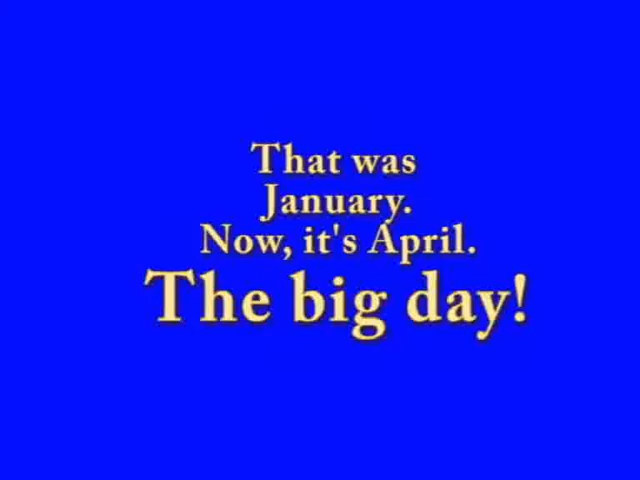 That was
January.
Now, it's April.
The big day!